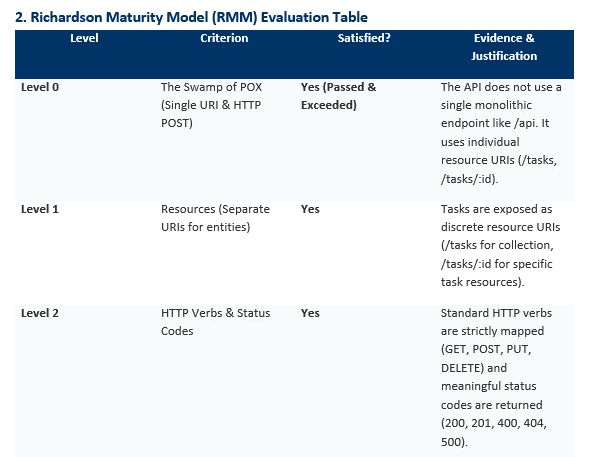 2. Richardson Maturity Model (RMM) Evaluation Table
Level
Criterion
Satisfied?
Evidence &
Justification
Level 0
The Swamp of POX
(Single URI & HTTP
POST)
Yes (Passed &
Exceeded)
The API does not use a
single monolithic
endpoint like /api. It
uses individual
resource URIs (/tasks,
/tasks/:id).
Level 1
Resources (Separate
URIs for entities)
Yes
Tasks are exposed as
discrete resource URIs
(/tasks for collection,
/tasks/:id for specific
task resources).
Level 2
HTTP Verbs & Status
Codes
Yes
Standard HTTP verbs
are strictly mapped
(GET, POST, PUT,
DELETE) and
meaningful status
codes are returned
(200, 201, 400, 404,
500).